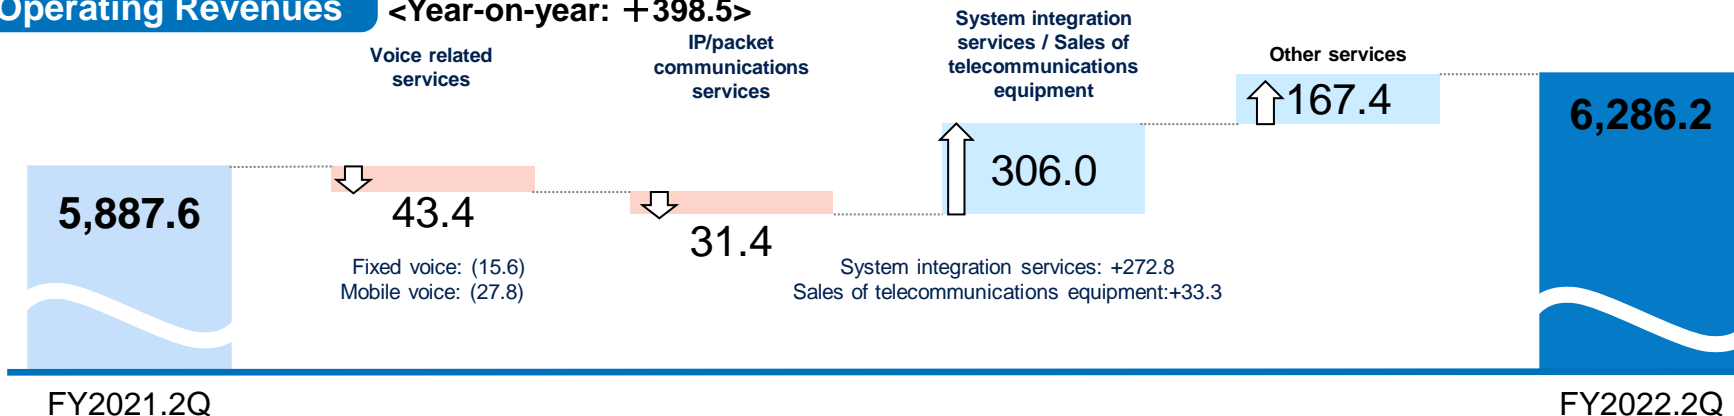 Operating Revenues
<Year-on-year: +398.5>
Voice related
services
IP/packet
communications
services
System integration
services / Sales of
telecommunications
equipment
Other services
5,887.6
43.4
31.4
306.0
167.4
6,286.2
Fixed voice: (15.6)
Mobile voice: (27.8)
System integration services: +272.8
Sales of telecommunications equipment:+33.3
FY2021.2Q
FY2022.2Q